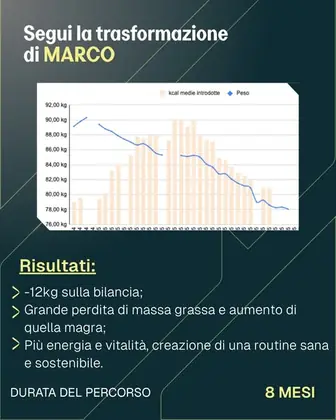 Segui la trasformazione
di MARCO
kcal medie introdotte
Peso
92,00 kg
90,00 kg
88,00 kg
86,00 kg
84,00 kg
82,00 kg
80,00 kg
78,00 kg
76,00 kg
Risultati:
-12kg sulla bilancia;
Grande perdita di massa grassa e aumento di
quella magra;
Più energia e vitalità, creazione di una routine sana
e sostenibile.
DURATA DEL PERCORSO
8 MESI